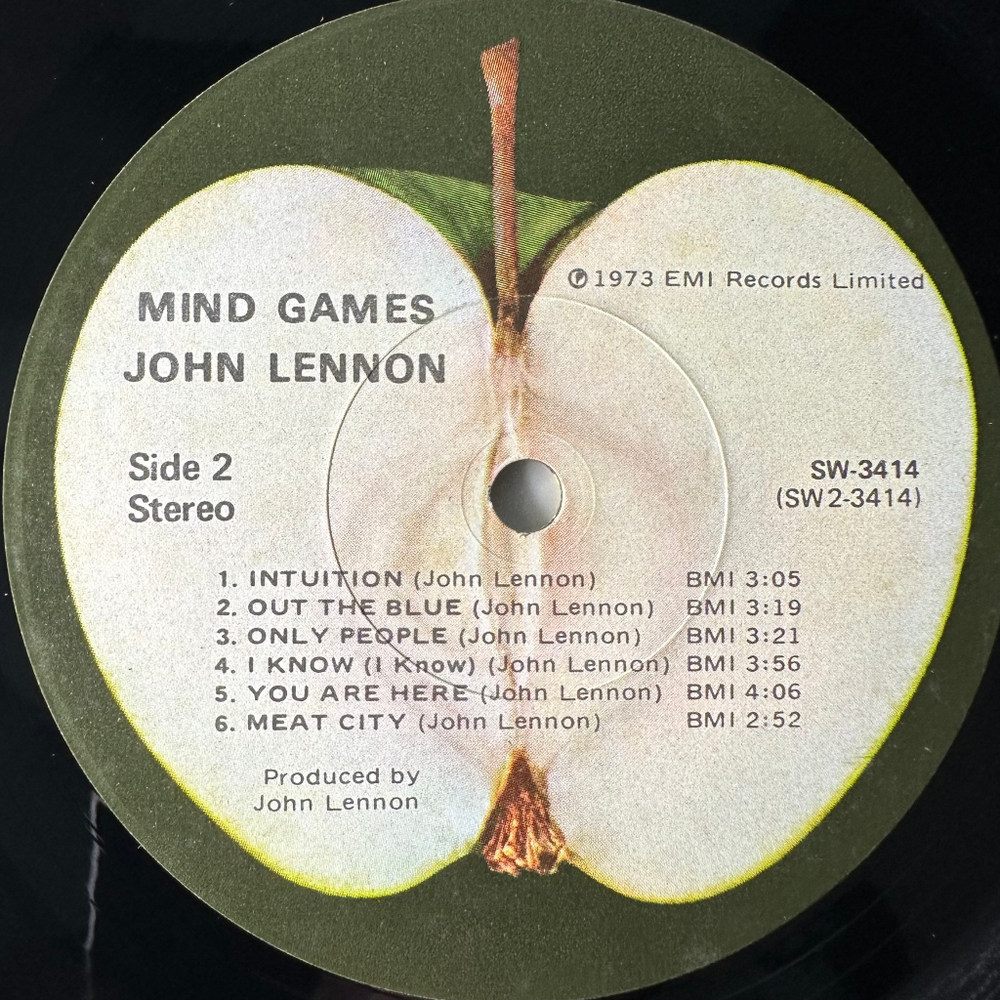 ℗ 1973 EMI Records Limited
MIND GAMES
JOHN LENNON
Side 2
Stereo
SW-3414
(SW2-3414)
1. INTUITION (John Lennon) BMI 3:05
2. OUT THE BLUE (John Lennon) BMI 3:19
3. ONLY PEOPLE (John Lennon) BMI 3:21
4. I KNOW (I Know) (John Lennon) BMI 3:56
5. YOU ARE HERE (John Lennon) BMI 4:06
6. MEAT CITY (John Lennon) BMI 2:52
Produced by
John Lennon